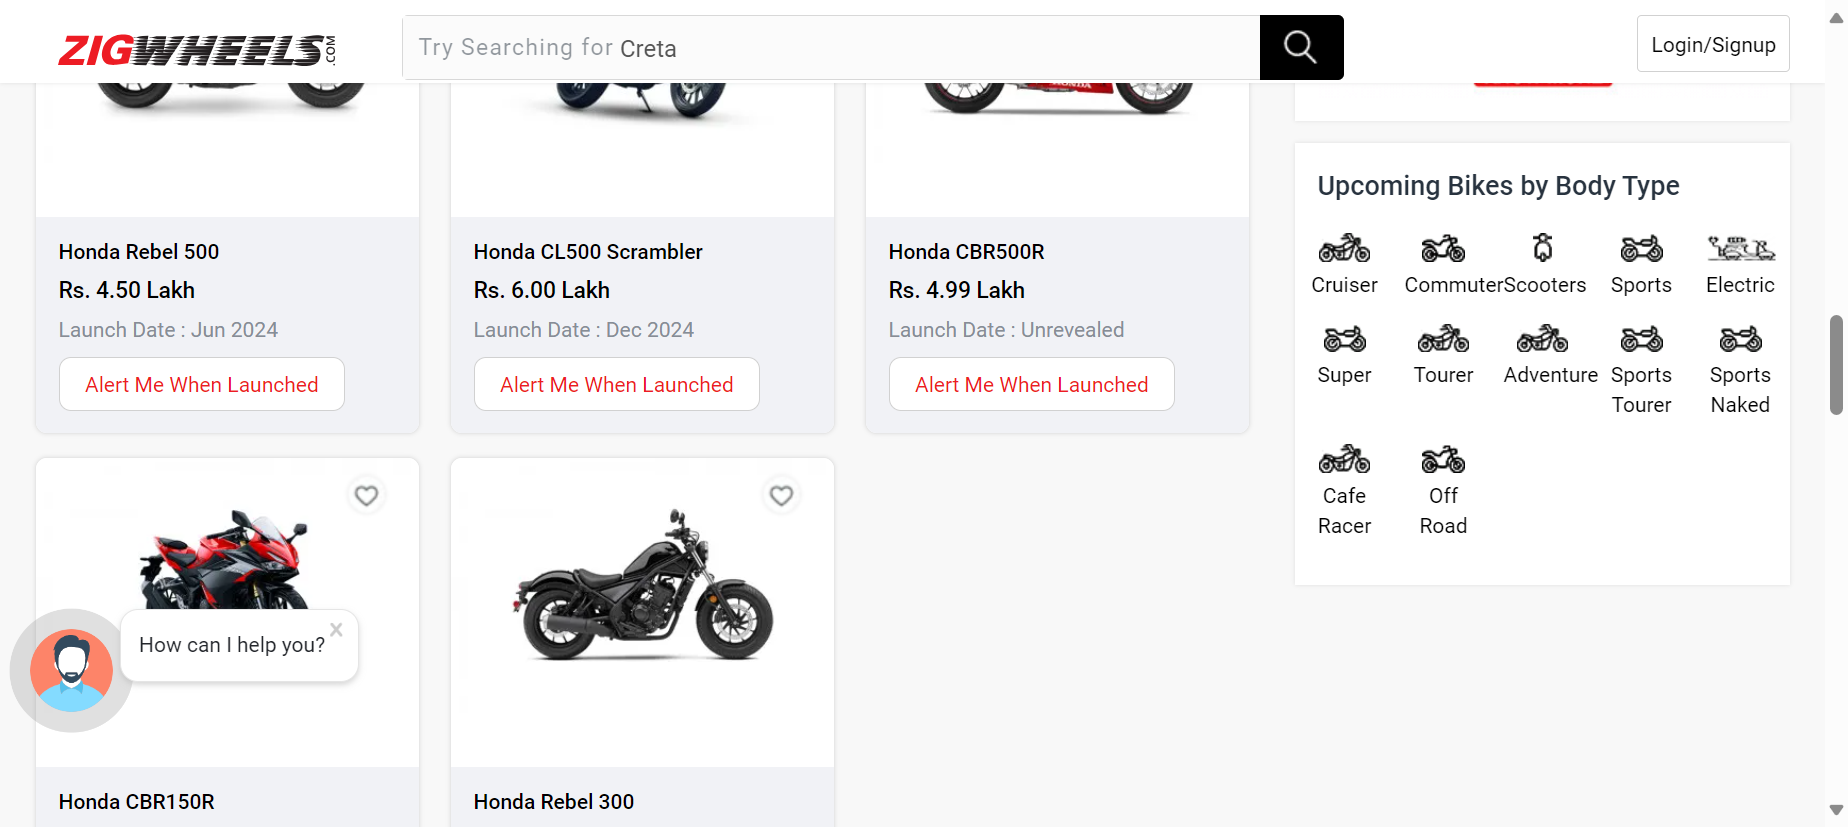 ZIGWHEELS.COM
Try Searching for Creta
Login/Signup
HONDA
Honda Rebel 500
Rs. 4.50 Lakh
Launch Date : Jun 2024
Alert Me When Launched
Honda CL500 Scrambler
Rs. 6.00 Lakh
Launch Date : Dec 2024
Alert Me When Launched
Honda CBR500R
Rs. 4.99 Lakh
Launch Date : Unrevealed
Alert Me When Launched
Upcoming Bikes by Body Type
Cruiser
Commuter
Scooters
Sports
Electric
Super
Tourer
Adventure
Sports
Tourer
Sports
Naked
Cafe
Racer
Off
Road
How can I help you?
Honda CBR150R
Honda Rebel 300